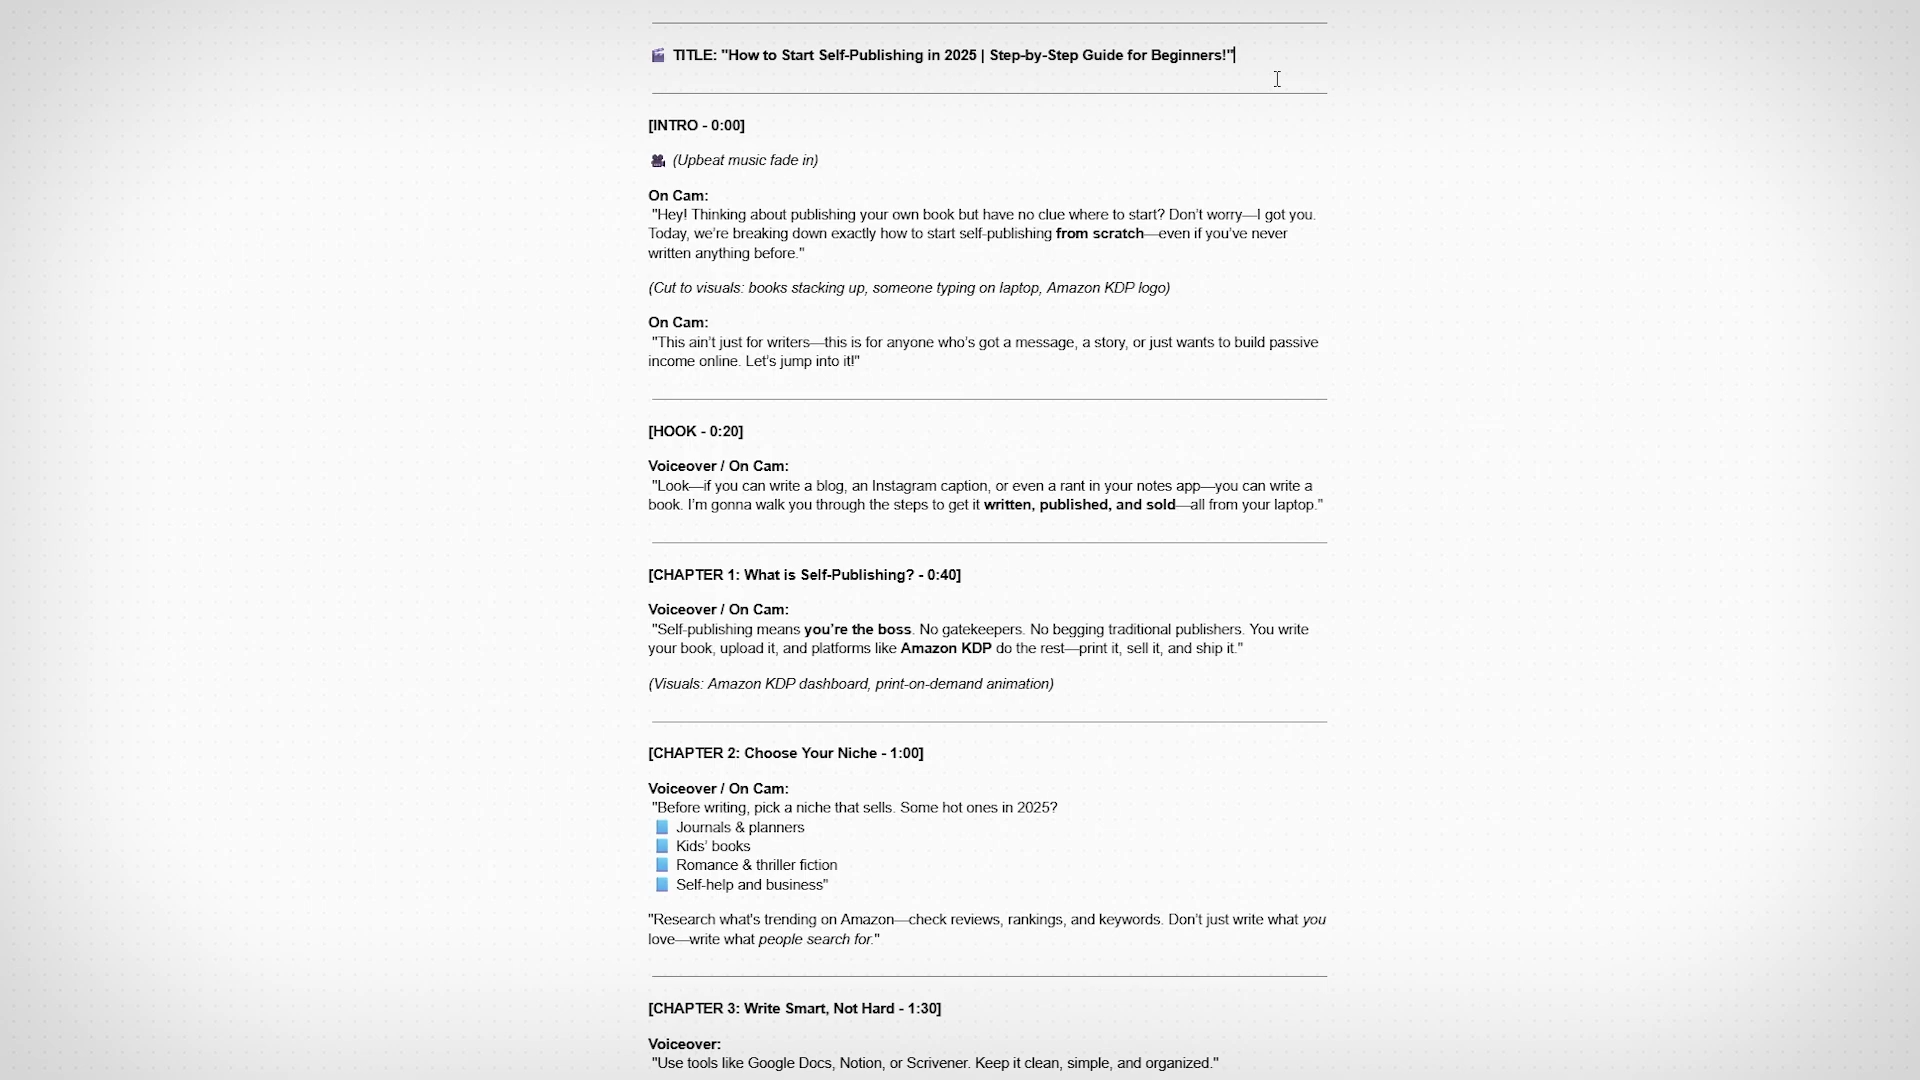 🎬 TITLE: "How to Start Self-Publishing in 2025 | Step-by-Step Guide for Beginners!"
[INTRO - 0:00]
🎥 (Upbeat music fade in)
On Cam:
"Hey! Thinking about publishing your own book but have no clue where to start? Don’t worry—I got you.
Today, we’re breaking down exactly how to start self-publishing from scratch—even if you’ve never
written anything before."
(Cut to visuals: books stacking up, someone typing on laptop, Amazon KDP logo)
On Cam:
"This ain’t just for writers—this is for anyone who’s got a message, a story, or just wants to build passive
income online. Let’s jump into it!"
[HOOK - 0:20]
Voiceover / On Cam:
"Look—if you can write a blog, an Instagram caption, or even a rant in your notes app—you can write a
book. I’m gonna walk you through the steps to get it written, published, and sold—all from your laptop."
[CHAPTER 1: What is Self-Publishing? - 0:40]
Voiceover / On Cam:
"Self-publishing means you’re the boss. No gatekeepers. No begging traditional publishers. You write
your book, upload it, and platforms like Amazon KDP do the rest—print it, sell it, and ship it."
(Visuals: Amazon KDP dashboard, print-on-demand animation)
[CHAPTER 2: Choose Your Niche - 1:00]
Voiceover / On Cam:
"Before writing, pick a niche that sells. Some hot ones in 2025?
📘 Journals & planners
📘 Kids’ books
📘 Romance & thriller fiction
📘 Self-help and business"
"Research what's trending on Amazon—check reviews, rankings, and keywords. Don’t just write what you
love—write what people search for."
[CHAPTER 3: Write Smart, Not Hard - 1:30]
Voiceover:
"Use tools like Google Docs, Notion, or Scrivener. Keep it clean, simple, and organized."